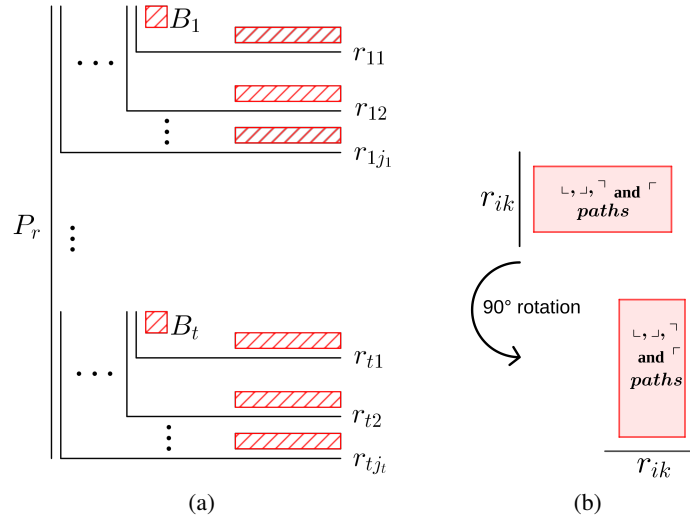 B₁
r₁₁
r₁₂
r₁ⱼ₁
Pᵣ
Bₜ
rₜ₁
rₜ₂
rₜⱼₜ
(a)
rᵢₖ
⌞, ⌟, ⌝ and ⌜
paths
90° rotation
⌞, ⌟, ⌝
and ⌜
paths
rᵢₖ
(b)